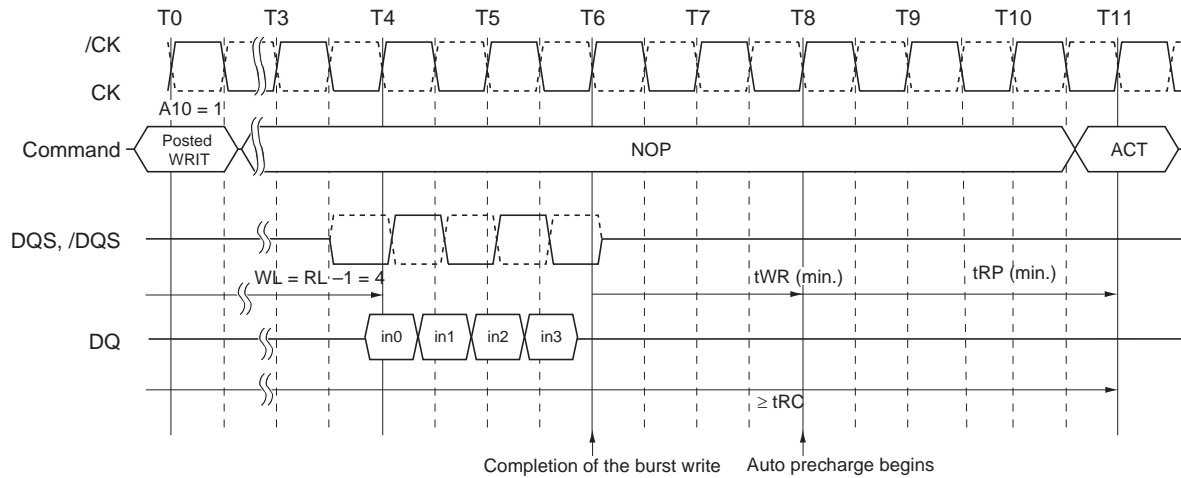 T0 T3 T4 T5 T6 T7 T8 T9 T10 T11
/CK
CK
A10 = 1
Command
Posted
WRIT
NOP
ACT
DQS, /DQS
WL = RL –1 = 4
tWR (min.)
tRP (min.)
DQ
in0 in1 in2 in3
≥ tRC
Completion of the burst write
Auto precharge begins